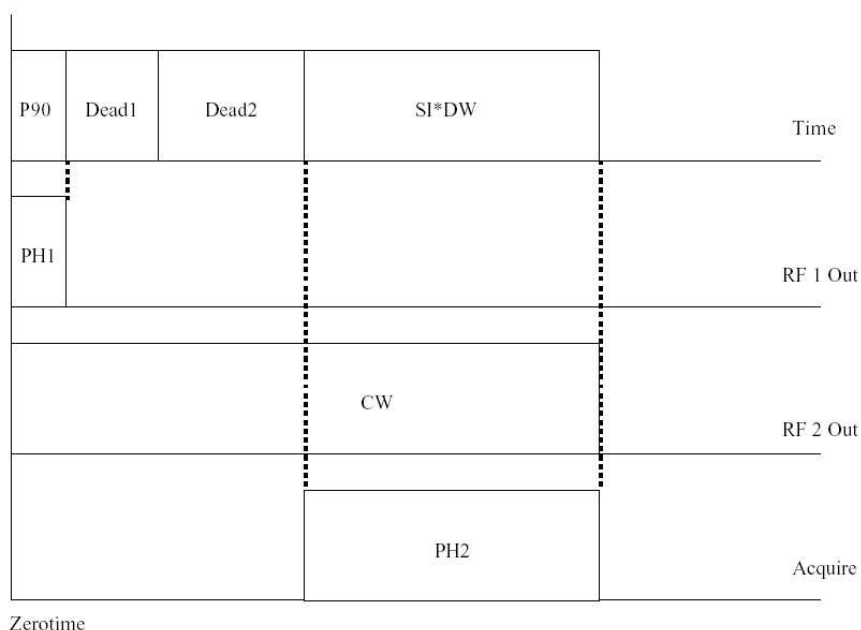 P90 Dead1 Dead2 SI*DW
Time
PH1
RF 1 Out
CW
RF 2 Out
PH2
Acquire
Zerotime